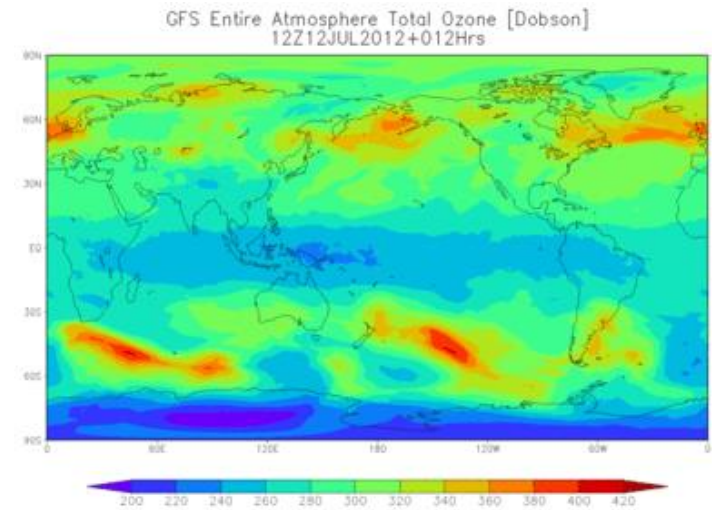 GFS Entire Atmosphere Total Ozone [Dobson]
12Z12JUL2012+012Hrs
90N
60N
30N
EQ
30S
60S
90S
0 60E 120E 180 120W 60W 0
200 220 240 260 280 300 320 340 360 380 400 420